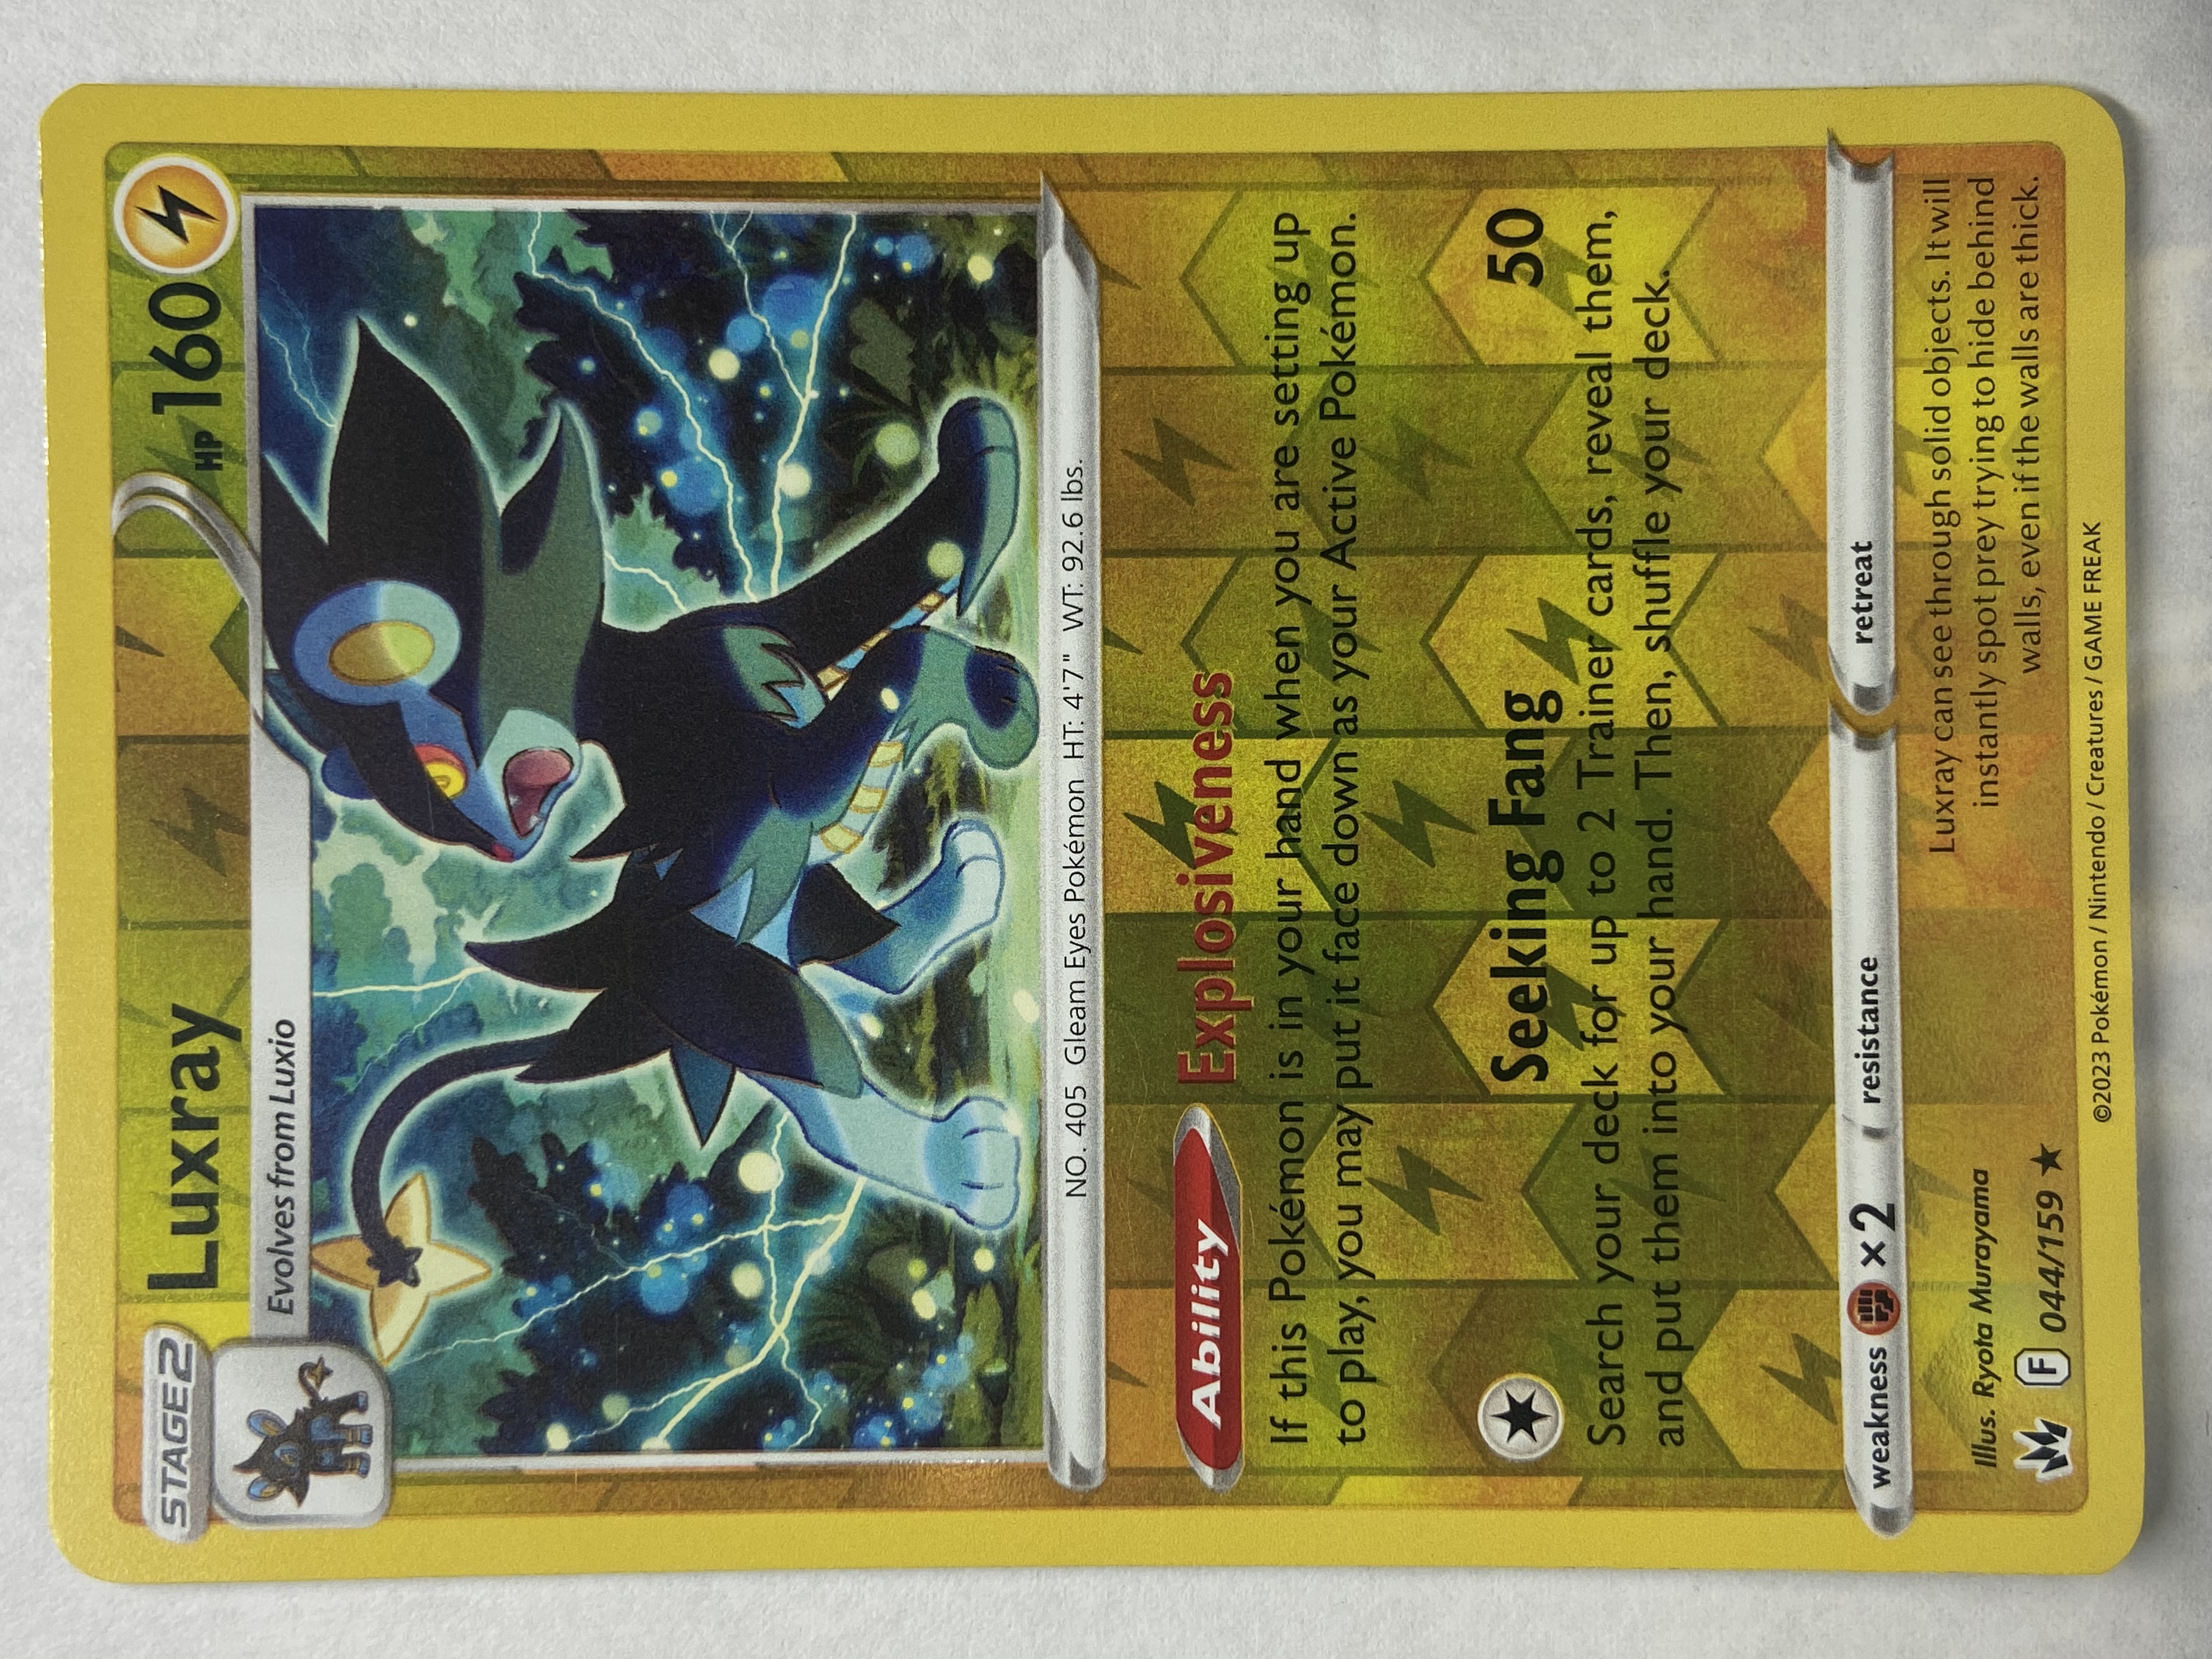 STAGE2
Luxray
HP 160
Evolves from Luxio
NO. 405 Gleam Eyes Pokémon HT: 4'7" WT: 92.6 lbs.
Ability Explosiveness
If this Pokémon is in your hand when you are setting up
to play, you may put it face down as your Active Pokémon.
Seeking Fang 50
Search your deck for up to 2 Trainer cards, reveal them,
and put them into your hand. Then, shuffle your deck.
weakness ×2 resistance retreat
Luxray can see through solid objects. It will
instantly spot prey trying to hide behind
walls, even if the walls are thick.
Illus. Ryota Murayama
F 044/159 ★
©2023 Pokémon / Nintendo / Creatures / GAME FREAK